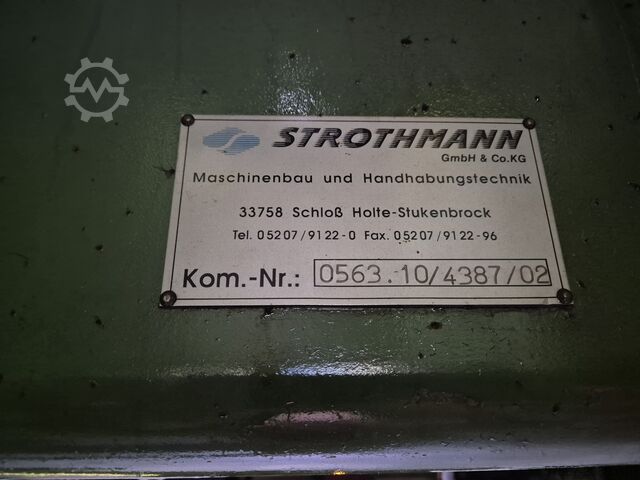 STROTHMANN
GmbH & Co.KG
Maschinenbau und Handhabungstechnik
33758 Schloß Holte-Stukenbrock
Tel. 05207/9122-0 Fax. 05207/9122-96
Kom.-Nr.: 0563.10/4387/02